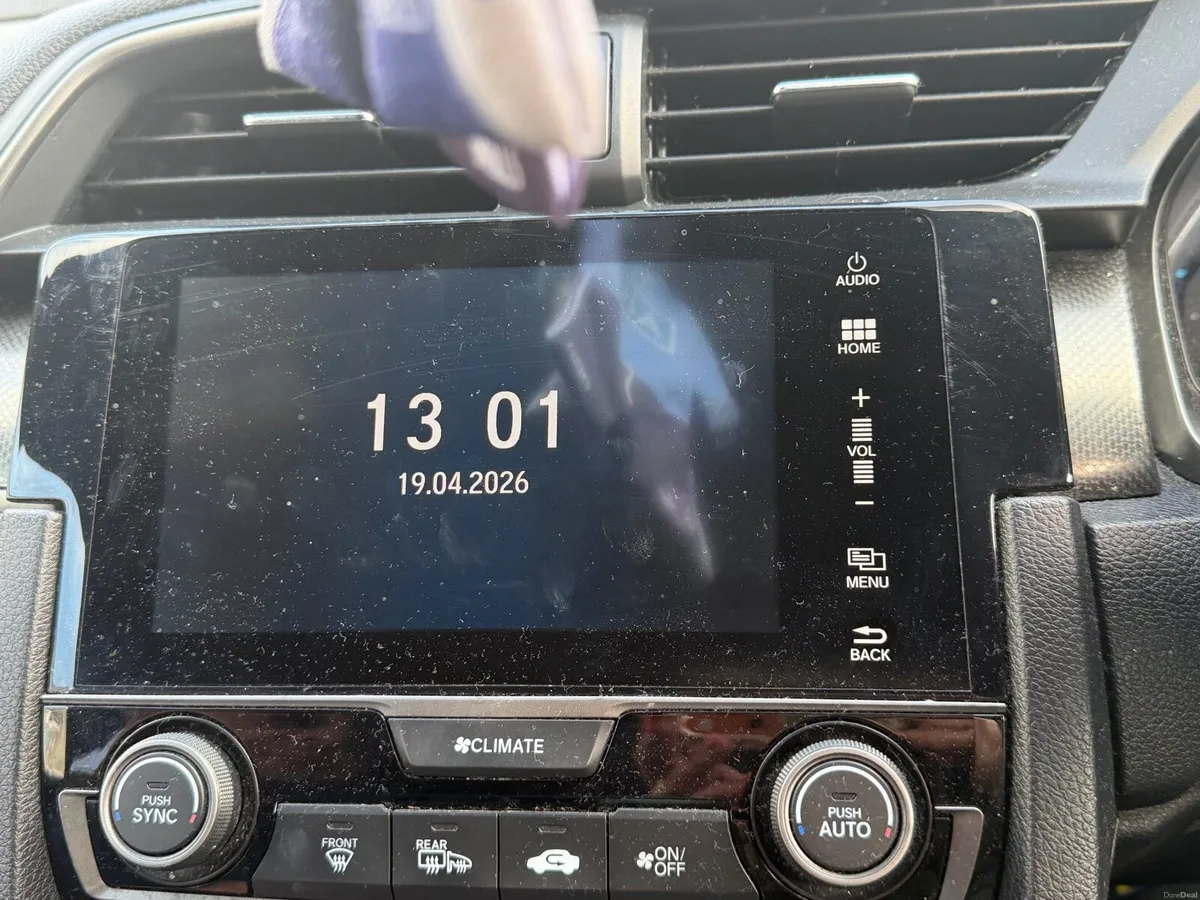 AUDIO
HOME
13 01
19.04.2026
+
VOL
−
MENU
BACK
CLIMATE
PUSH
SYNC
FRONT
REAR
ON/
OFF
PUSH
AUTO
DoneDeal